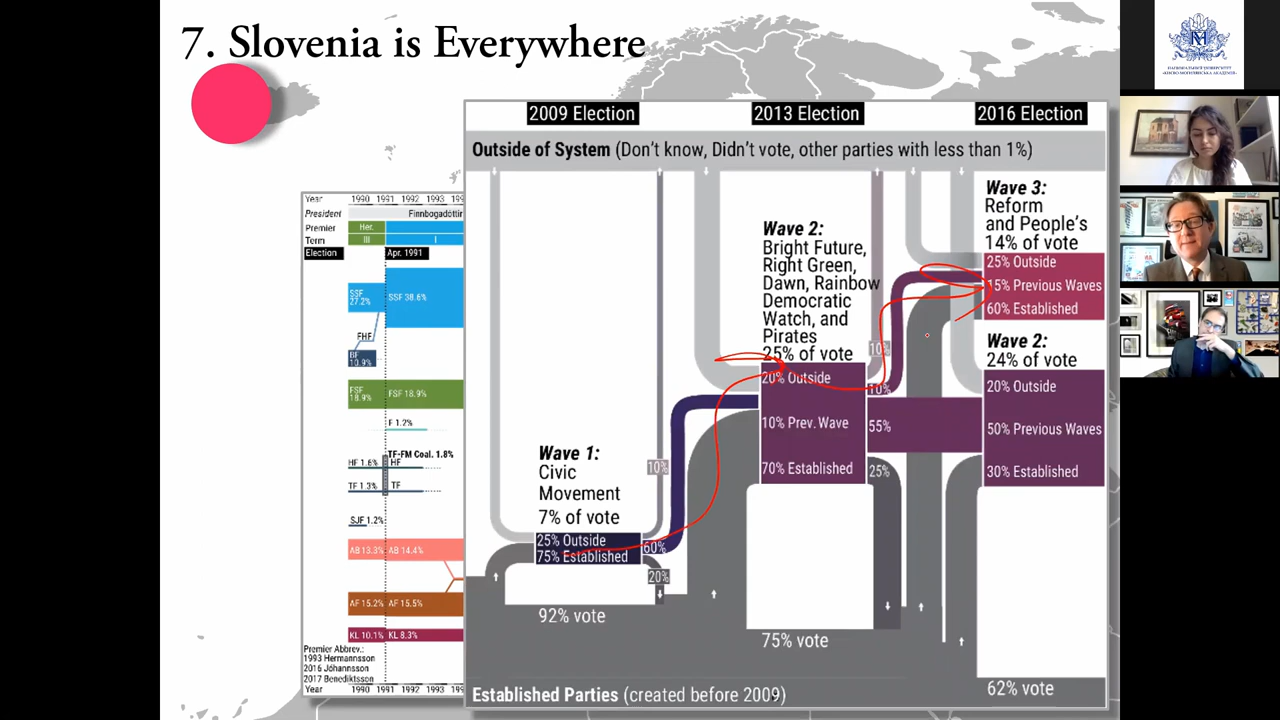 7. Slovenia is Everywhere
2009 Election
2013 Election
2016 Election
Outside of System (Don't know, Didn't vote, other parties with less than 1%)
Wave 1:
Civic
Movement
7% of vote
25% Outside
75% Established
10%
60%
20%
92% vote
Wave 2:
Bright Future,
Right Green,
Dawn, Rainbow
Democratic
Watch, and
Pirates
25% of vote
20% Outside
10% Prev. Wave
70% Established
10%
10%
55%
25%
75% vote
Wave 3:
Reform
and People's
14% of vote
25% Outside
15% Previous Waves
60% Established
Wave 2:
24% of vote
20% Outside
50% Previous Waves
30% Established
62% vote
Established Parties (created before 2009)
Year 1990 1991 1992 1993
President Finnbogadóttir
Premier Her.
Term III I
Election Apr. 1991
SSF
27.2%
SSF 38.6%
FHF
BF
10.9%
FSF
18.9%
FSF 18.9%
F 1.2%
TF-FM Coal. 1.8%
HF 1.6% HF
TF 1.3% TF
SJF 1.2%
AB 13.3% AB 14.4%
AF 15.2% AF 15.5%
KL 10.1% KL 8.3%
Premier Abbrev.:
1993 Hermannsson
2016 Jóhannsson
2017 Benediktsson
Year 1990 1991 1992 1993
НАЦІОНАЛЬНИЙ УНІВЕРСИТЕТ
«КИЄВО-МОГИЛЯНСЬКА АКАДЕМІЯ»